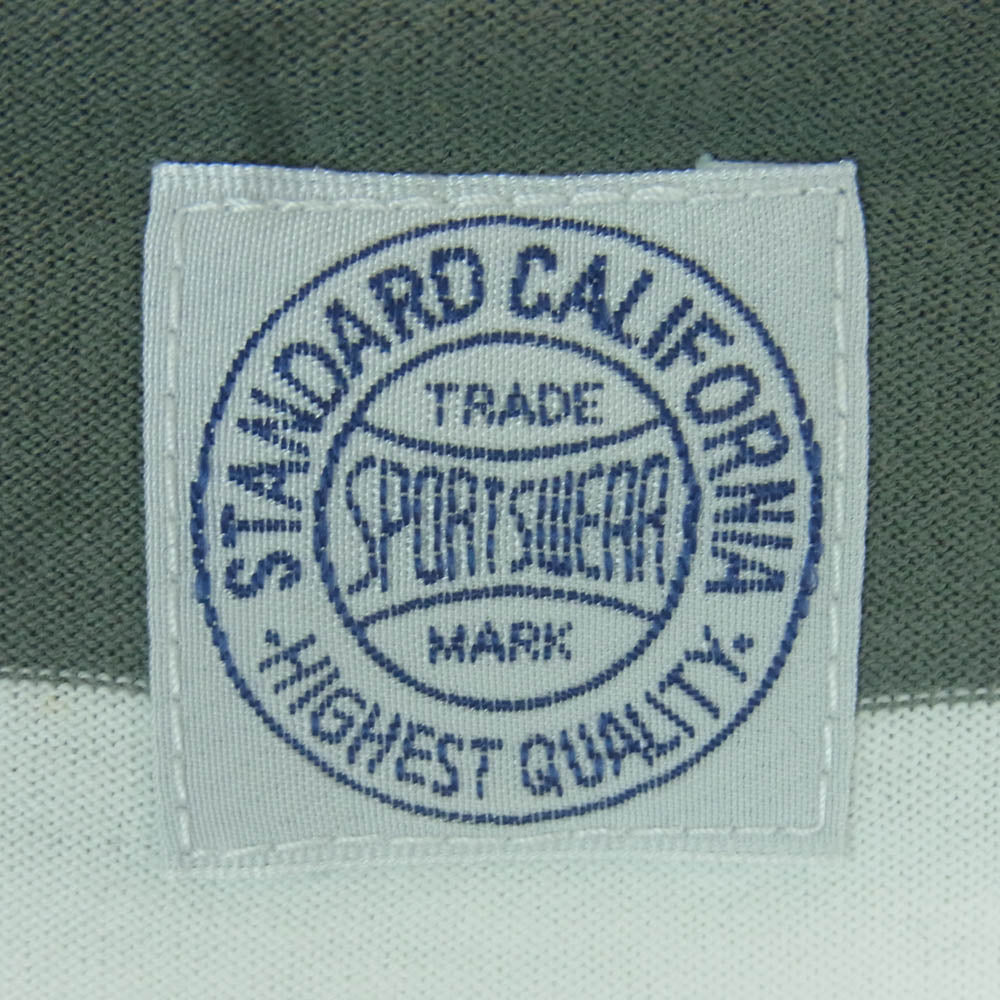 STANDARD CALIFORNIA
TRADE
SPORTSWEAR
MARK
·HIGHEST QUALITY·